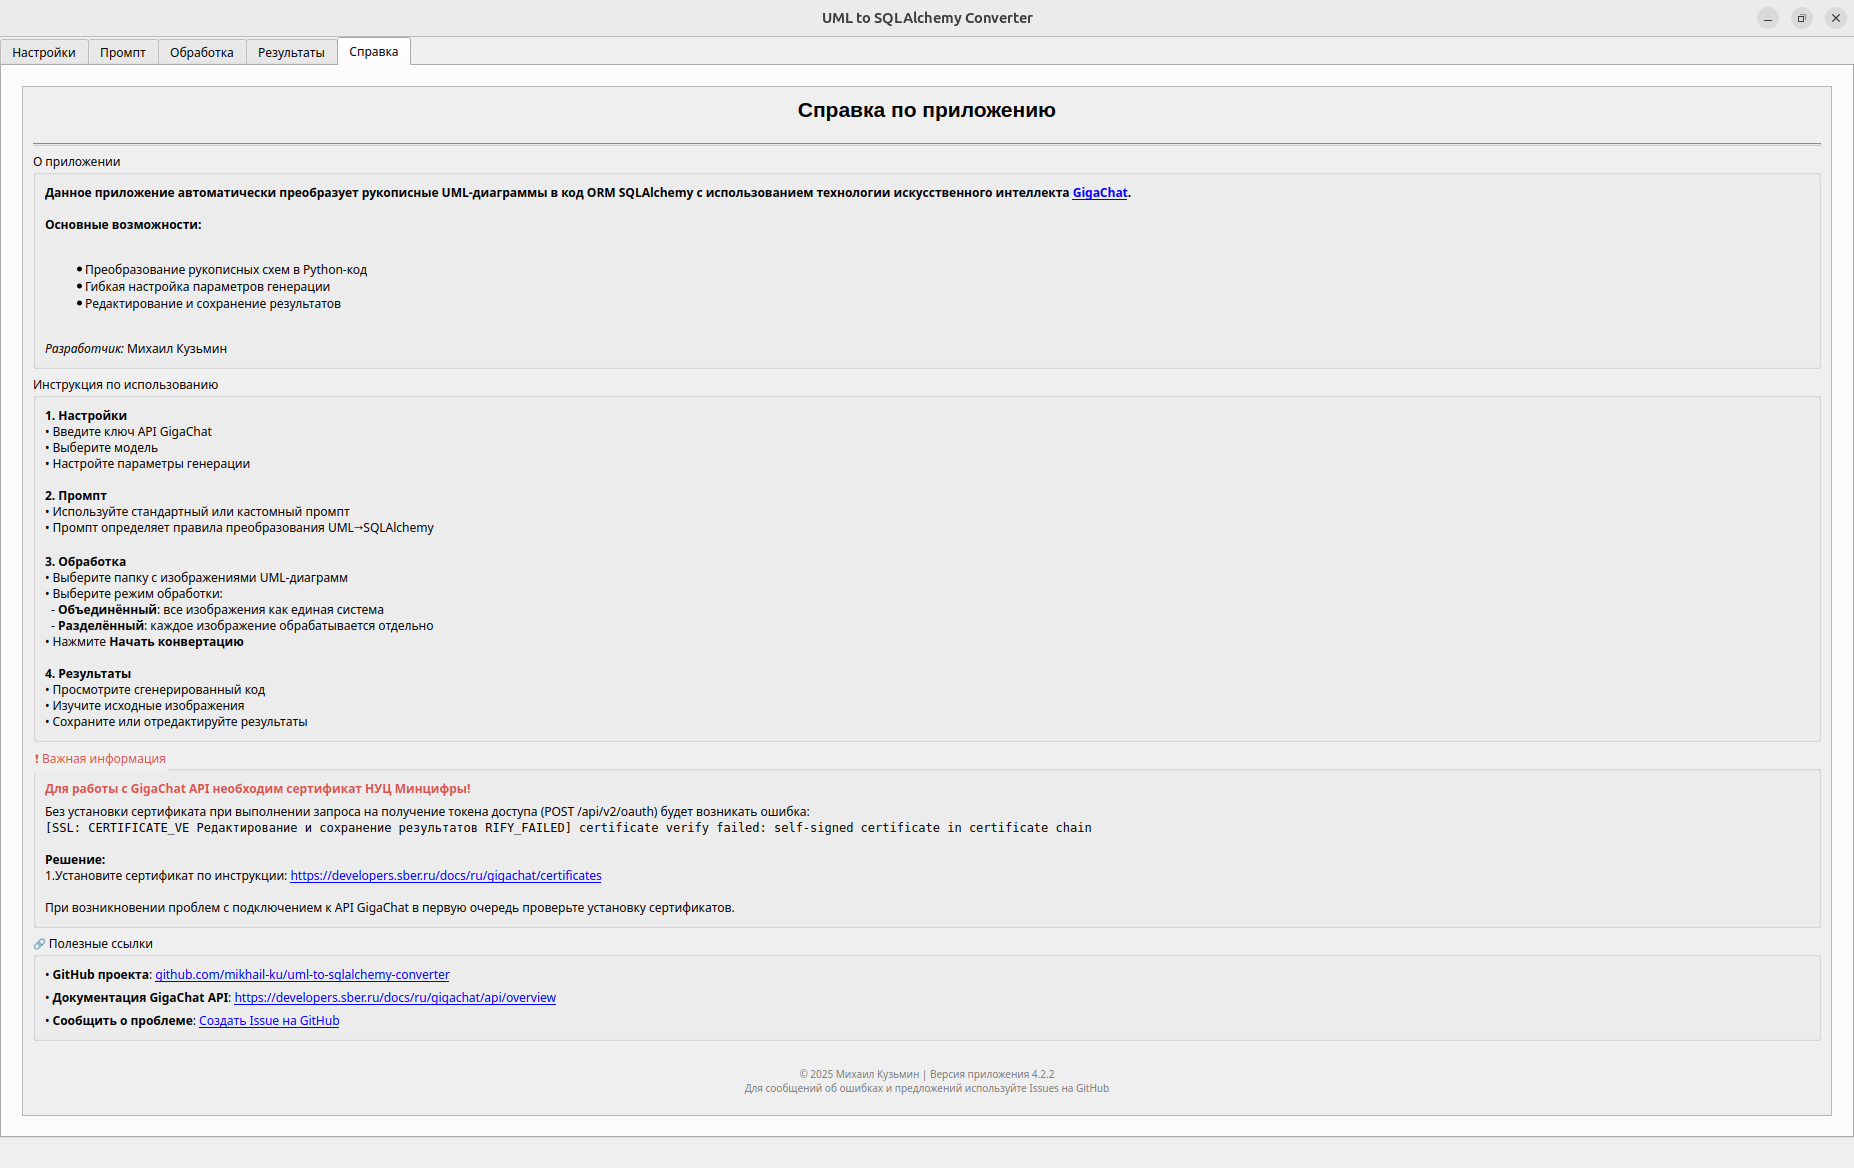 UML to SQLAlchemy Converter
Настройки
Промпт
Обработка
Результаты
Справка
Справка по приложению
О приложении
Данное приложение автоматически преобразует рукописные UML-диаграммы в код ORM SQLAlchemy с использованием технологии искусственного интеллекта GigaChat.
Основные возможности:
• Преобразование рукописных схем в Python-код
• Гибкая настройка параметров генерации
• Редактирование и сохранение результатов
Разработчик: Михаил Кузьмин
Инструкция по использованию
1. Настройки
• Введите ключ API GigaChat
• Выберите модель
• Настройте параметры генерации
2. Промпт
• Используйте стандартный или кастомный промпт
• Промпт определяет правила преобразования UML→SQLAlchemy
3. Обработка
• Выберите папку с изображениями UML-диаграмм
• Выберите режим обработки:
- Объединённый: все изображения как единая система
- Разделённый: каждое изображение обрабатывается отдельно
• Нажмите Начать конвертацию
4. Результаты
• Просмотрите сгенерированный код
• Изучите исходные изображения
• Сохраните или отредактируйте результаты
❗ Важная информация
Для работы с GigaChat API необходим сертификат НУЦ Минцифры!
Без установки сертификата при выполнении запроса на получение токена доступа (POST /api/v2/oauth) будет возникать ошибка:
[SSL: CERTIFICATE_VE Редактирование и сохранение результатов RIFY_FAILED] certificate verify failed: self-signed certificate in certificate chain
Решение:
1.Установите сертификат по инструкции: https://developers.sber.ru/docs/ru/gigachat/certificates
При возникновении проблем с подключением к API GigaChat в первую очередь проверьте установку сертификатов.
🔗 Полезные ссылки
• GitHub проекта: github.com/mikhail-ku/uml-to-sqlalchemy-converter
• Документация GigaChat API: https://developers.sber.ru/docs/ru/gigachat/api/overview
• Сообщить о проблеме: Создать Issue на GitHub
© 2025 Михаил Кузьмин | Версия приложения 4.2.2
Для сообщений об ошибках и предложений используйте Issues на GitHub